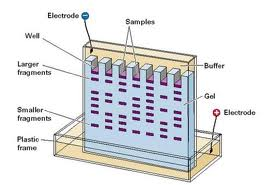 Electrode
−
Samples
Well
Larger
fragments
Buffer
Gel
Smaller
fragments
+
Electrode
Plastic
frame